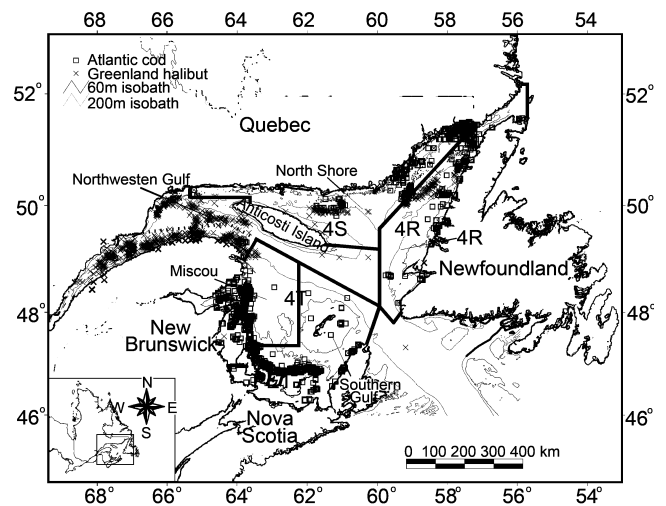 68° 66° 64° 62° 60° 58° 56° 54°
Atlantic cod
Greenland halibut
60m isobath
200m isobath
52° 52°
Quebec
Northwesten Gulf
North Shore
50° 50°
Anticosti Island
4S
4R
4R
Miscou
Newfoundland
48° 48°
4T
New
Brunswick
Southern
Gulf
N
W E
S
46° 46°
Nova
Scotia
0 100 200 300 400 km
68° 66° 64° 62° 60° 58° 56° 54°